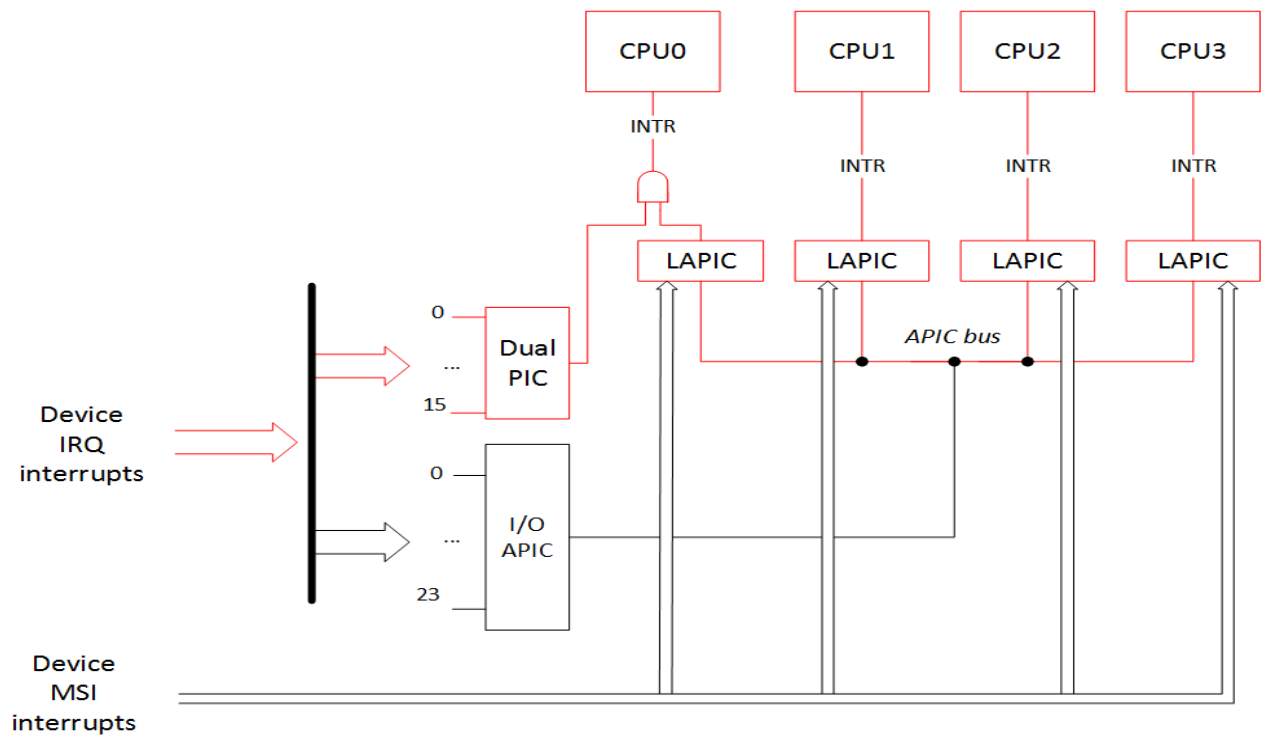 CPU0
CPU1
CPU2
CPU3
INTR
INTR
INTR
INTR
LAPIC
LAPIC
LAPIC
LAPIC
APIC bus
0
...
15
Dual
PIC
Device
IRQ
interrupts
0
...
23
I/O
APIC
Device
MSI
interrupts